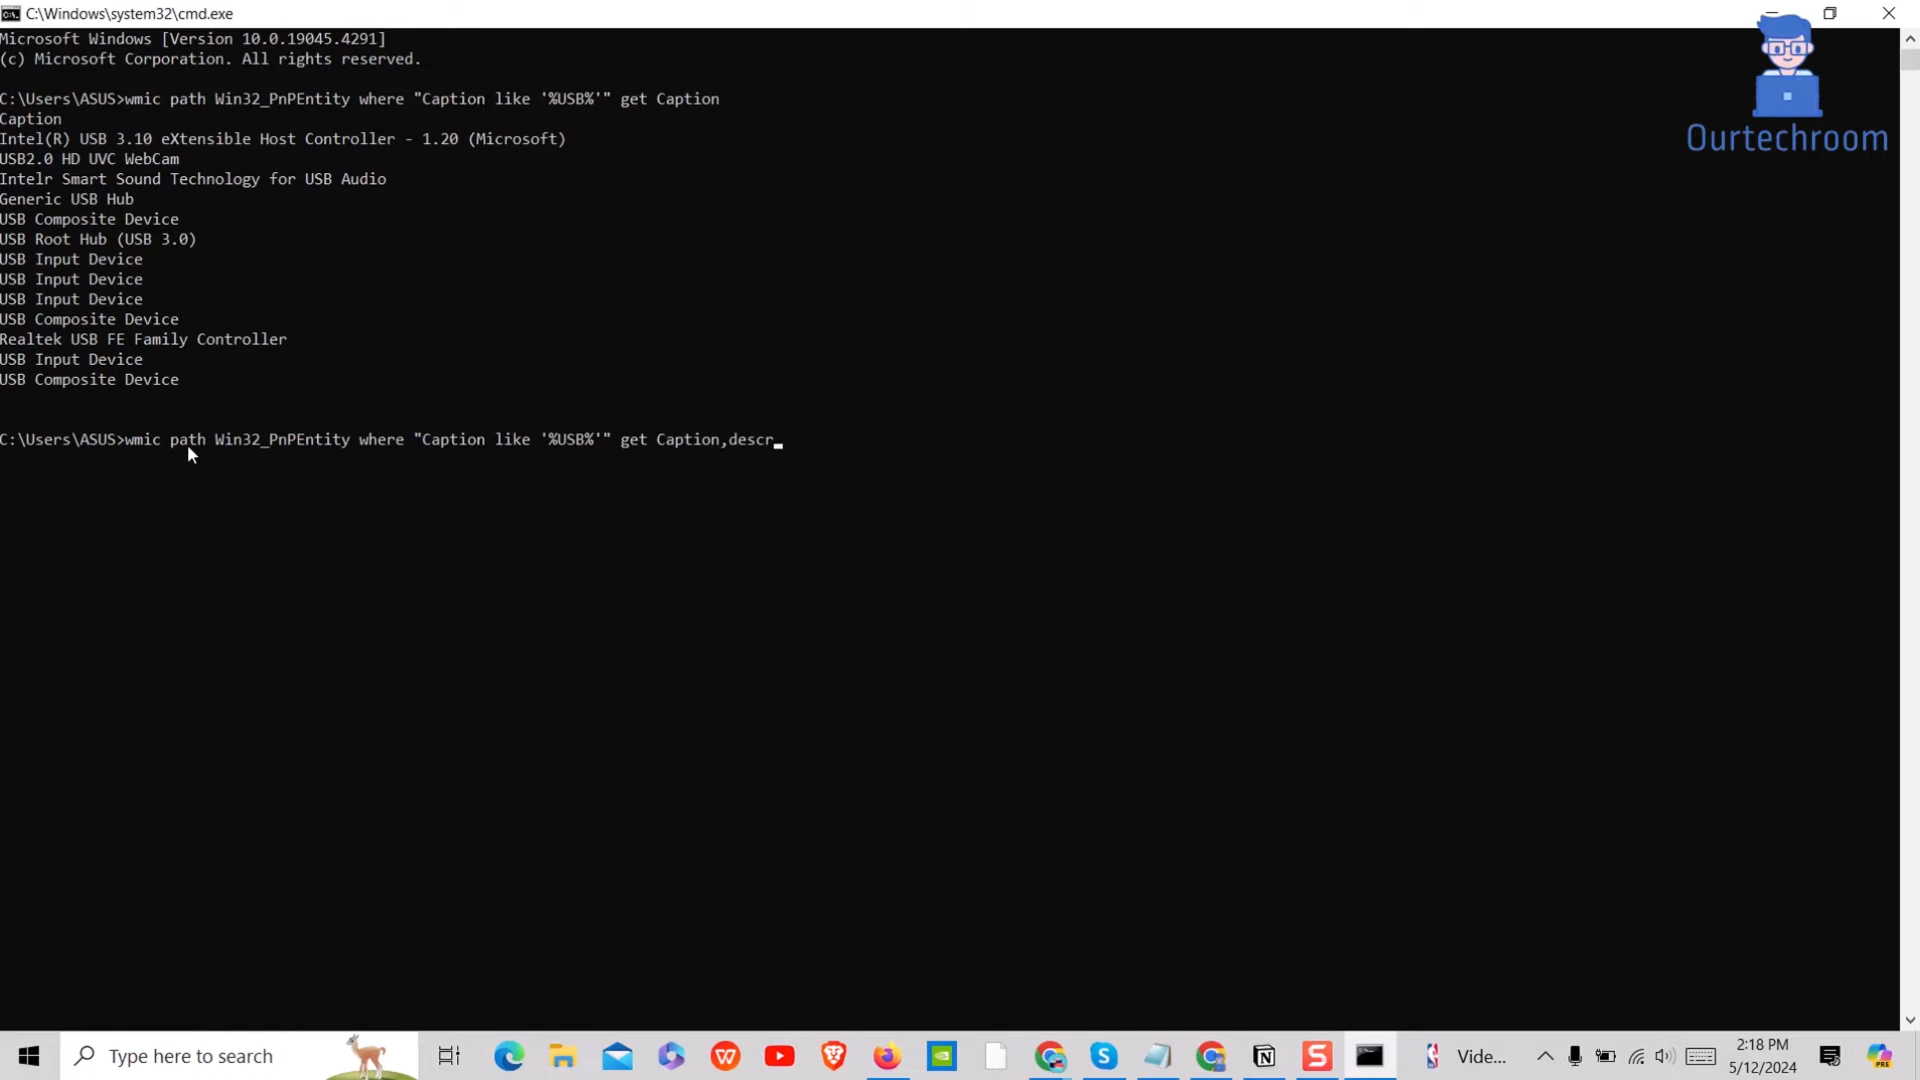 C:\Windows\system32\cmd.exe
Microsoft Windows [Version 10.0.19045.4291]
(c) Microsoft Corporation. All rights reserved.
C:\Users\ASUS>wmic path Win32_PnPEntity where "Caption like '%USB%'" get Caption
Caption
Intel(R) USB 3.10 eXtensible Host Controller - 1.20 (Microsoft)
USB2.0 HD UVC WebCam
Intelr Smart Sound Technology for USB Audio
Generic USB Hub
USB Composite Device
USB Root Hub (USB 3.0)
USB Input Device
USB Input Device
USB Input Device
USB Composite Device
Realtek USB FE Family Controller
USB Input Device
USB Composite Device
C:\Users\ASUS>wmic path Win32_PnPEntity where "Caption like '%USB%'" get Caption,descr
Ourtechroom
Type here to search
Vide...
2:18 PM
5/12/2024